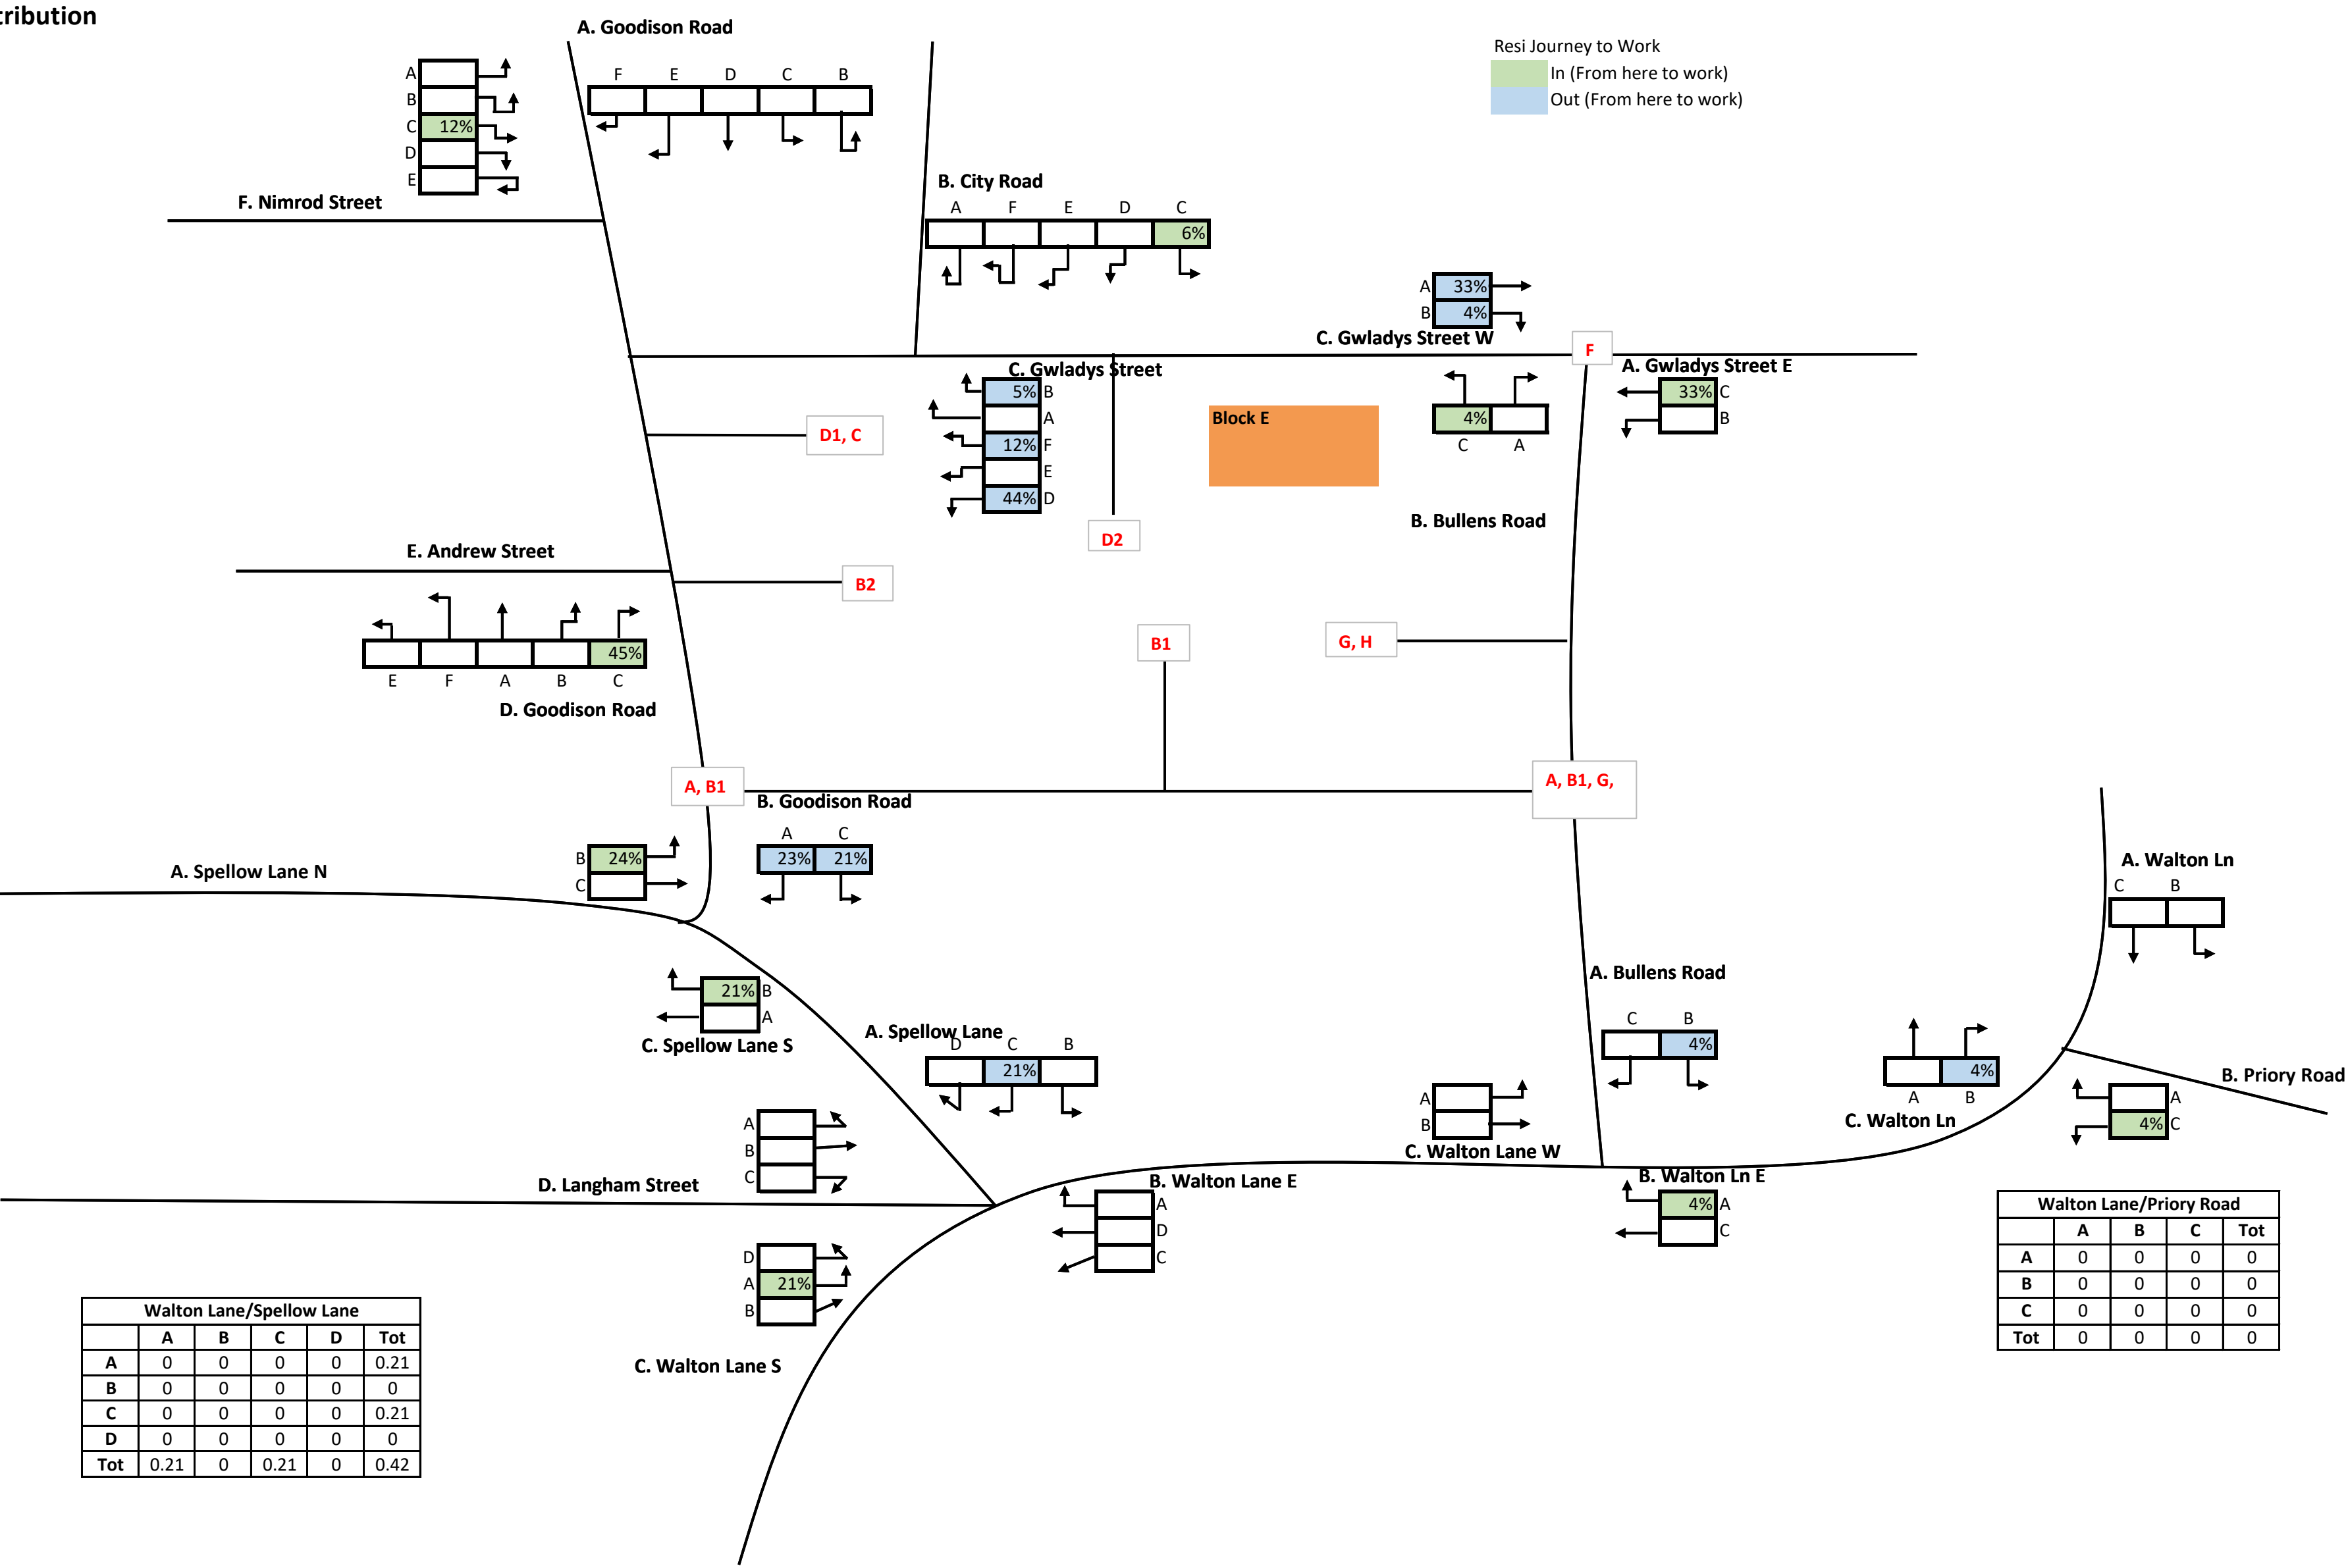 tribution
A. Goodison Road
Resi Journey to Work
In (From here to work)
Out (From here to work)
A
B
C 12%
D
E
F E D C B
F. Nimrod Street
B. City Road
A F E D C
6%
A 33%
B 4%
C. Gwladys Street W
F
A. Gwladys Street E
C. Gwladys Street
5% B
A
12% F
E
44% D
33% C
B
4%
C A
Block E
D1, C
D2
B. Bullens Road
E. Andrew Street
B2
45%
E F A B C
D. Goodison Road
B1
G, H
A, B1
A, B1, G,
B. Goodison Road
A C
23% 21%
B 24%
C
A. Spellow Lane N
A. Walton Ln
C B
21% B
A
C. Spellow Lane S
A. Spellow Lane
D C B
21%
A. Bullens Road
C B
4%
4%
A B
C. Walton Ln
B. Priory Road
A
4% C
A
B
C. Walton Lane W
A
B
C
D. Langham Street
B. Walton Lane E
A
D
C
B. Walton Ln E
4% A
C
D
A 21%
B
C. Walton Lane S
Walton Lane/Priory Road
A B C Tot
A 0 0 0 0
B 0 0 0 0
C 0 0 0 0
Tot 0 0 0 0
Walton Lane/Spellow Lane
A B C D Tot
A 0 0 0 0 0.21
B 0 0 0 0 0
C 0 0 0 0 0.21
D 0 0 0 0 0
Tot 0.21 0 0.21 0 0.42